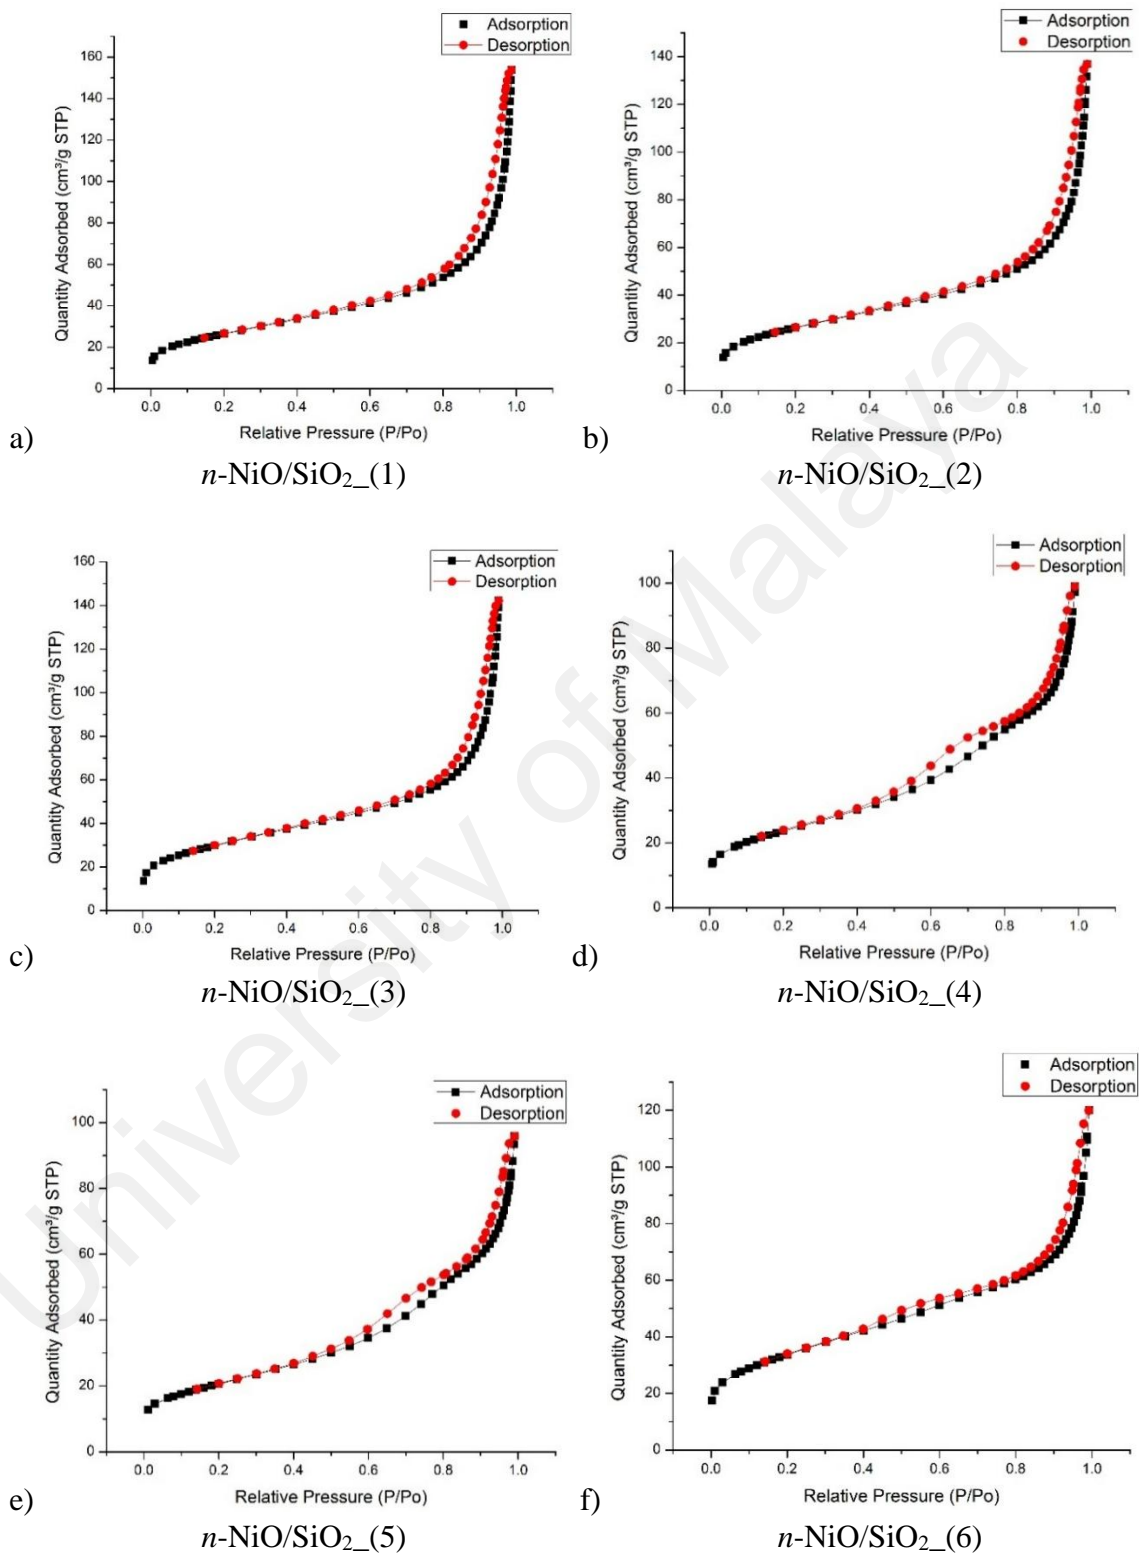 Adsorption
Desorption
160
140
120
100
80
60
40
20
0
Quantity Adsorbed (cm³/g STP)
0.0 0.2 0.4 0.6 0.8 1.0
Relative Pressure (P/Po)
a)
n-NiO/SiO₂_(1)
Adsorption
Desorption
140
120
100
80
60
40
20
0
Quantity Adsorbed (cm³/g STP)
0.0 0.2 0.4 0.6 0.8 1.0
Relative Pressure (P/Po)
b)
n-NiO/SiO₂_(2)
Adsorption
Desorption
160
140
120
100
80
60
40
20
0
Quantity Adsorbed (cm³/g STP)
0.0 0.2 0.4 0.6 0.8 1.0
Relative Pressure (P/Po)
c)
n-NiO/SiO₂_(3)
Adsorption
Desorption
100
80
60
40
20
0
Quantity Adsorbed (cm³/g STP)
0.0 0.2 0.4 0.6 0.8 1.0
Relative Pressure (P/Po)
d)
n-NiO/SiO₂_(4)
Adsorption
Desorption
100
80
60
40
20
0
Quantity Adsorbed (cm³/g STP)
0.0 0.2 0.4 0.6 0.8 1.0
Relative Pressure (P/Po)
e)
n-NiO/SiO₂_(5)
Adsorption
Desorption
120
100
80
60
40
20
0
Quantity Adsorbed (cm³/g STP)
0.0 0.2 0.4 0.6 0.8 1.0
Relative Pressure (P/Po)
f)
n-NiO/SiO₂_(6)
University of Malaya